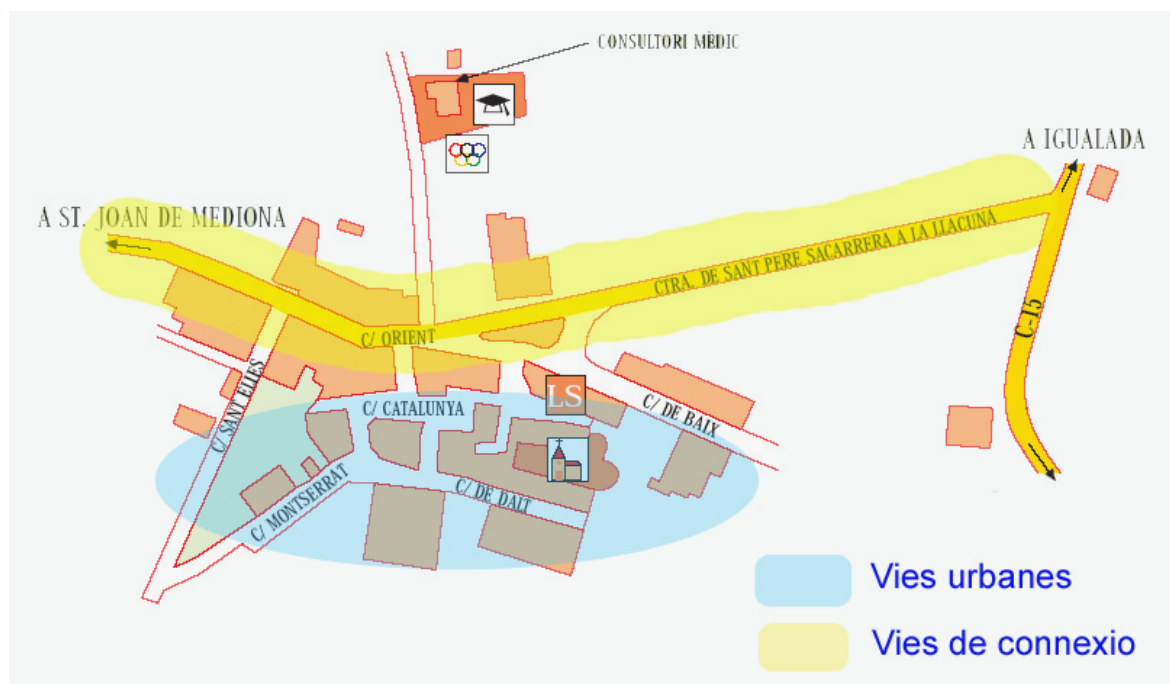 CONSULTORI MÈDIC
A IGUALADA
A ST. JOAN DE MEDIONA
CTRA. DE SANT PERE SACARRERA A LA LLACUNA
C-15
C/ ORIENT
C/ SANT ELIES
C/ CATALUNYA
LS
C/ DE BAIX
C/ MONTSERRAT
C/ DE DALT
Vies urbanes
Vies de connexio